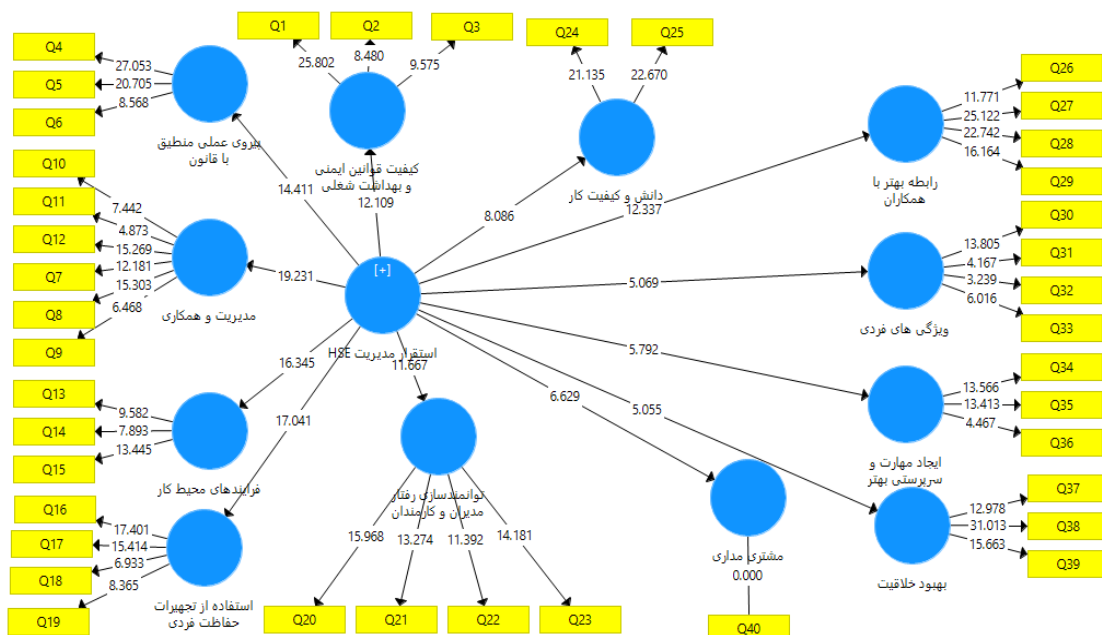 Q1
Q2
Q3
25.802
8.480
9.575
کیفیت قوانین ایمنی
و بهداشت شغلی
12.109
Q4
Q5
Q6
27.053
20.705
8.568
پیروی عملی منطبق
با قانون
14.411
Q24
Q25
21.135
22.670
دانش و کیفیت کار
8.086
Q26
Q27
Q28
Q29
11.771
25.122
22.742
16.164
رابطه بهتر با
همکاران
12.337
Q10
Q11
Q12
Q7
Q8
Q9
7.442
4.873
15.269
12.181
15.303
6.468
مدیریت و همکاری
19.231
[+]
استقرار مدیریت HSE
Q30
Q31
Q32
Q33
13.805
4.167
3.239
6.016
ویژگی های فردی
5.069
Q13
Q14
Q15
9.582
7.893
13.445
فرایندهای محیط کار
16.345
Q34
Q35
Q36
13.566
13.413
4.467
ایجاد مهارت و
سرپرستی بهتر
5.792
Q16
Q17
Q18
Q19
17.401
15.414
6.933
8.365
استفاده از تجهیزات
حفاظت فردی
17.041
11.667
توانمندسازی رفتار
مدیران و کارمندان
15.968
13.274
11.392
14.181
Q20
Q21
Q22
Q23
6.629
مشتری مداری
0.000
Q40
5.055
Q37
Q38
Q39
12.978
31.013
15.663
بهبود خلاقیت